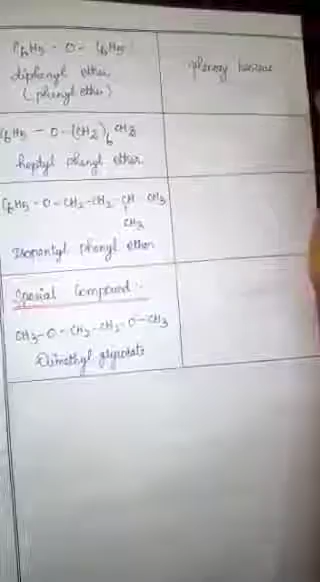 C6H5 - O - C6H5
diphenyl ether
(phenyl ether)
phenoxy benzene
C6H5 - O - (CH2)6 CH3
heptyl phenyl ether
C6H5 - O - CH2 - CH2 - CH CH3
CH3
Isopentyl phenyl ether
Special Compound :-
CH3 - O - CH2 - CH2 - O - CH3
Dimethyl